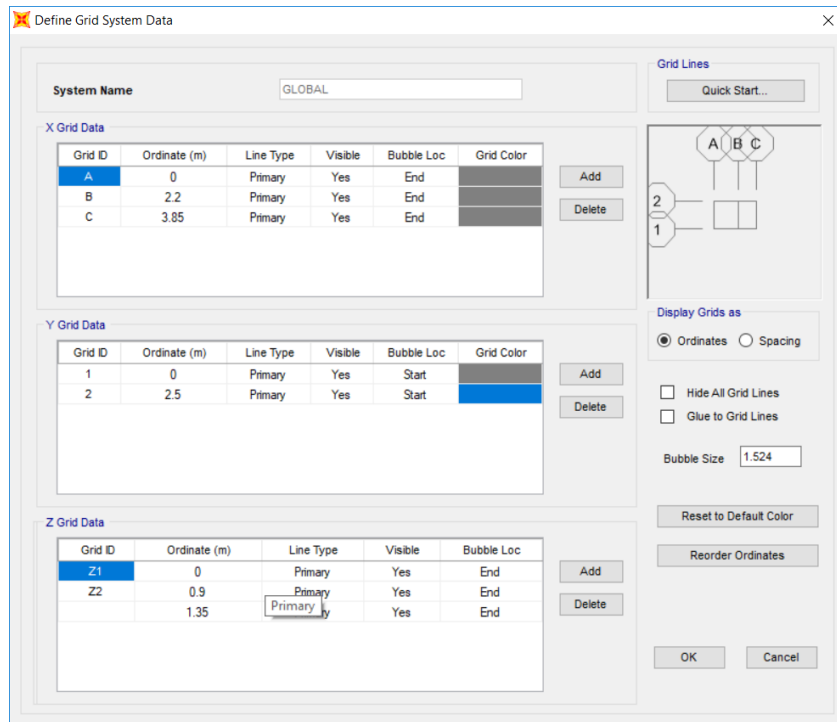 Define Grid System Data
Grid Lines
System Name GLOBAL
Quick Start...
X Grid Data
Grid ID Ordinate (m) Line Type Visible Bubble Loc Grid Color
A 0 Primary Yes End
B 2.2 Primary Yes End
C 3.85 Primary Yes End
Add
Delete
A B C
2
1
Y Grid Data
Grid ID Ordinate (m) Line Type Visible Bubble Loc Grid Color
1 0 Primary Yes Start
2 2.5 Primary Yes Start
Add
Delete
Display Grids as
Ordinates Spacing
Hide All Grid Lines
Glue to Grid Lines
Bubble Size 1.524
Z Grid Data
Grid ID Ordinate (m) Line Type Visible Bubble Loc
Z1 0 Primary Yes End
Z2 0.9 Primary Yes End
1.35 Yes End
Primary
Add
Delete
Reset to Default Color
Reorder Ordinates
OK Cancel